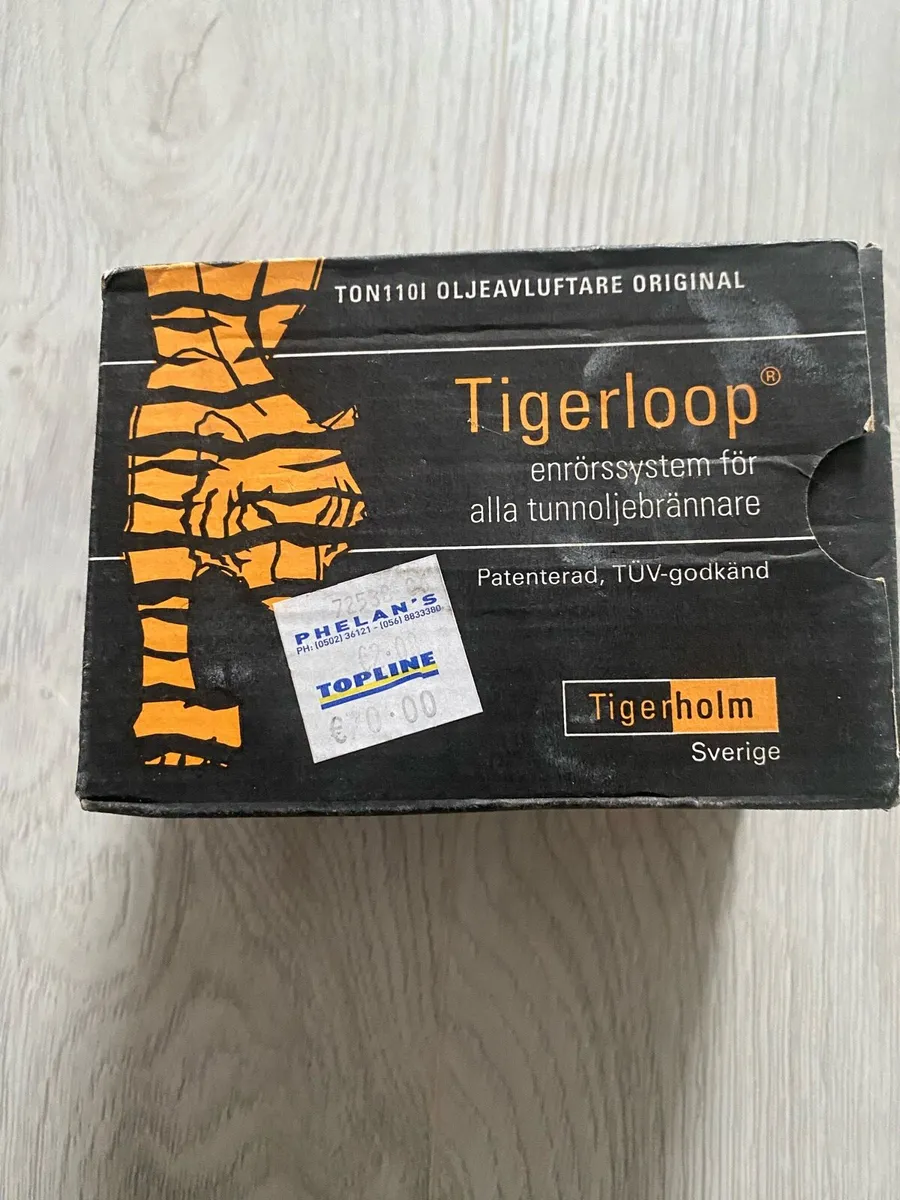 TON110I OLJEAVLUFTARE ORIGINAL
Tigerloop®
enrörssystem för
alla tunnoljebrännare
Patenterad, TÜV-godkänd
PHELAN'S
PH: (0502) 36121 - (056) 8833380
TOPLINE
€70.00
Tigerholm
Sverige